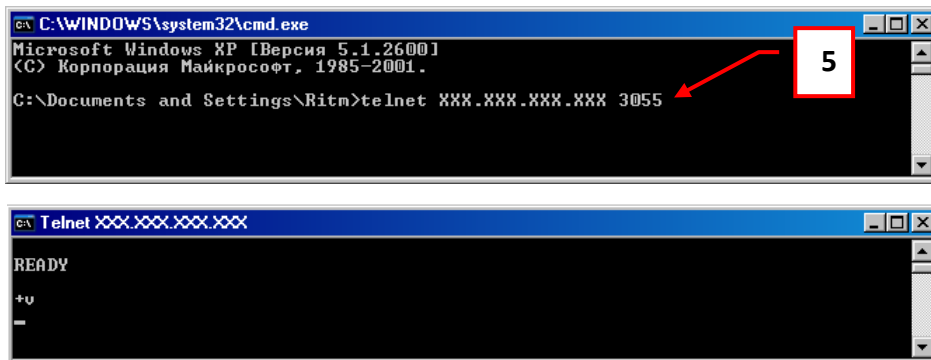 C:\WINDOWS\system32\cmd.exe
Microsoft Windows XP [Версия 5.1.2600]
(C) Корпорация Майкрософт, 1985-2001.
5
C:\Documents and Settings\Ritm>telnet XXX.XXX.XXX.XXX 3055
Telnet XXX.XXX.XXX.XXX
READY
+v